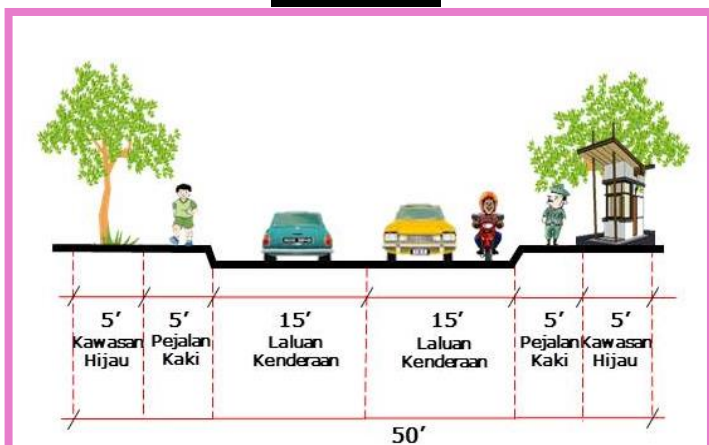 5’ 5’ 15’ 15’ 5’ 5’
Kawasan Pejalan Laluan Laluan Pejalan Kawasan
Hijau Kaki Kenderaan Kenderaan Kaki Hijau
50’